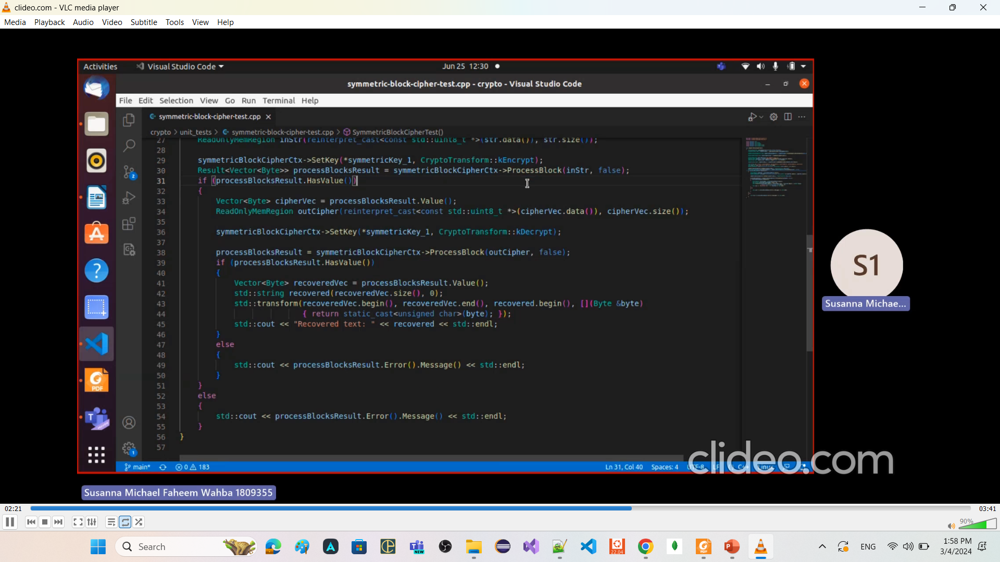 clideo.com - VLC media player
Media Playback Audio Video Subtitle Tools View Help
Activities Visual Studio Code Jun 25 12:30
symmetric-block-cipher-test.cpp - crypto - Visual Studio Code
File Edit Selection View Go Run Terminal Help
symmetric-block-cipher-test.cpp
crypto > unit_tests > symmetric-block-cipher-test.cpp > SymmetricBlockCipherTest()
27 ReadOnlyMemRegion inStr(reinterpret_cast<const std::uint8_t *>(str.data()), str.size());
28
29 symmetricBlockCipherCtx->SetKey(*symmetricKey_1, CryptoTransform::kEncrypt);
30 Result<Vector<Byte>> processBlocksResult = symmetricBlockCipherCtx->ProcessBlock(inStr, false);
31 if (processBlocksResult.HasValue())
32 {
33 Vector<Byte> cipherVec = processBlocksResult.Value();
34 ReadOnlyMemRegion outCipher(reinterpret_cast<const std::uint8_t *>(cipherVec.data()), cipherVec.size());
35
36 symmetricBlockCipherCtx->SetKey(*symmetricKey_1, CryptoTransform::kDecrypt);
37
38 processBlocksResult = symmetricBlockCipherCtx->ProcessBlock(outCipher, false);
39 if (processBlocksResult.HasValue())
40 {
41 Vector<Byte> recoveredVec = processBlocksResult.Value();
42 std::string recovered(recoveredVec.size(), 0);
43 std::transform(recoveredVec.begin(), recoveredVec.end(), recovered.begin(), [](Byte &byte)
44 { return static_cast<unsigned char>(byte); });
45 std::cout << "Recovered text: " << recovered << std::endl;
46 }
47 else
48 {
49 std::cout << processBlocksResult.Error().Message() << std::endl;
50 }
51 }
52 else
53 {
54 std::cout << processBlocksResult.Error().Message() << std::endl;
55 }
56 }
57
S1
Susanna Michae...
clideo.com
main* 0 183 Ln 31, Col 40 Spaces: 4 UTF-8 LF C++ Linux
Susanna Michael Faheem Wahba 1809355
02:21 03:41
90%
Search ENG 1:58 PM
3/4/2024